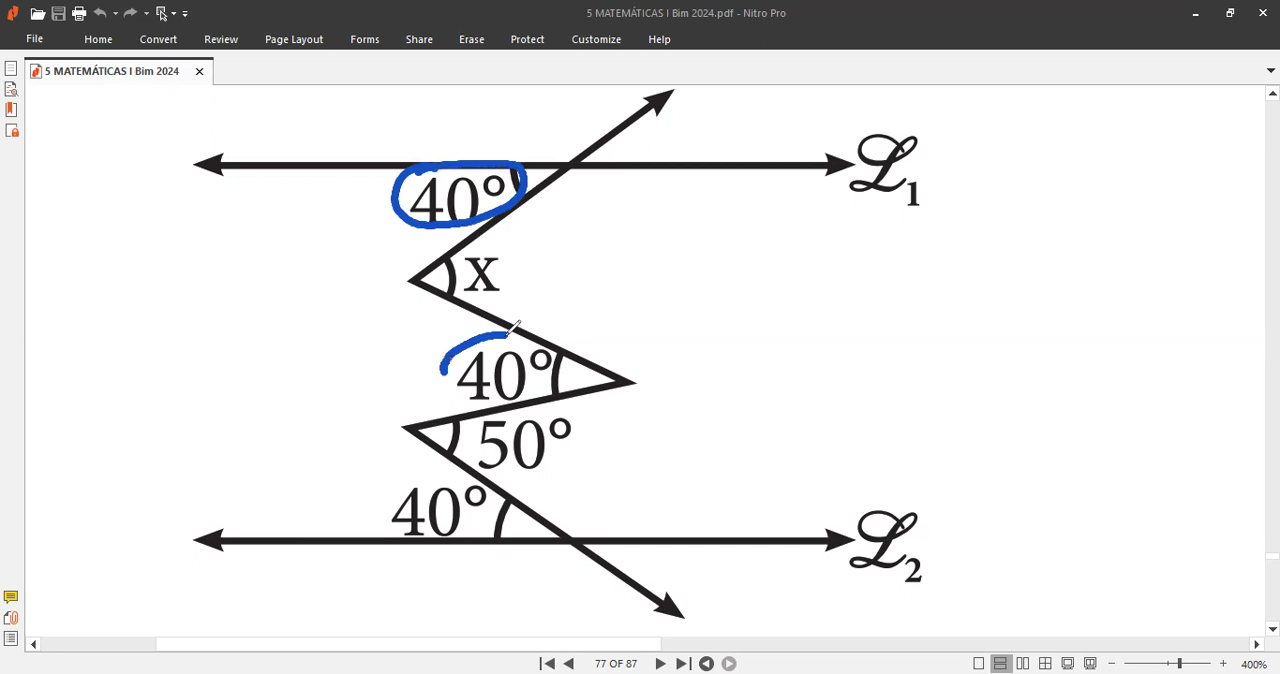 5 MATEMÁTICAS I Bim 2024.pdf - Nitro Pro
File Home Convert Review Page Layout Forms Share Erase Protect Customize Help
5 MATEMÁTICAS I Bim 2024
40°
ℒ1
x
40°
50°
40°
ℒ2
77 OF 87
400%